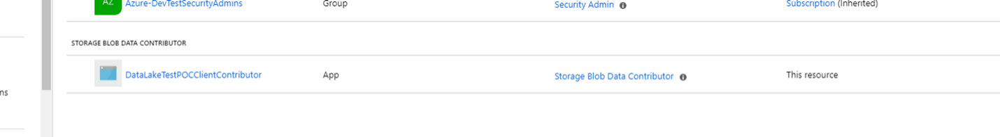 AZ Azure-DevTestSecurityAdmins Group Security Admin Subscription (Inherited)
STORAGE BLOB DATA CONTRIBUTOR
DataLakeTestPOCClientContributor App Storage Blob Data Contributor This resource
ns